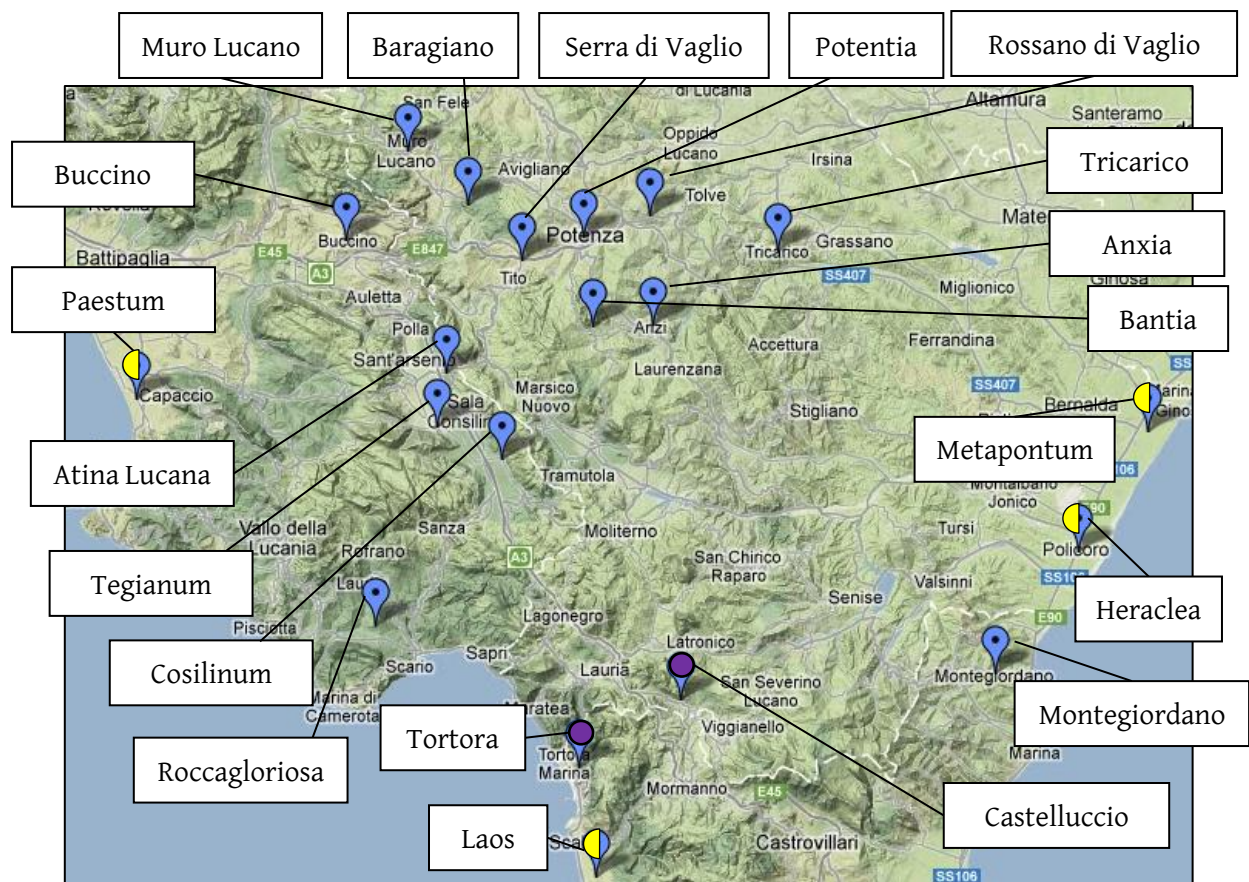 Muro Lucano
Baragiano
Serra di Vaglio
Potentia
Rossano di Vaglio
di Lucania
San Fele
Altamura
Santeramo
Muro
Lucano
Oppido
Lucano
Irsina
Tricarico
Buccino
Avigliano
Tolve
Buccino
E45
E847
Potenza
Tricarico
Grassano
Battipaglia
A3
Tito
SS407
Anxia
Miglionico
Ginosa
Paestum
Auletta
Anzi
Bantia
Polla
Sant'arsenio
Accettura
Ferrandina
Capaccio
Marsico
Nuovo
Laurenzana
SS407
Sala
Consilina
Stigliano
Bernalda
Marina
Atina Lucana
Metapontum
Tramutola
Montalbano
Jonico
Vallo della
Lucania
Sanza
Moliterno
Tursi
E90
Rofrano
A3
San Chirico
Raparo
Policoro
Tegianum
Valsinni
Senise
Heraclea
Pisciotta
Lagonegro
E90
Cosilinum
Scario
Sapri
Lauria
Latronico
San Severino
Lucano
Montegiordano
Marina di
Camerota
Maratea
Viggianello
Montegiordano
Roccagloriosa
Tortora
Tortora
Marina
Marina
Mormanno
E45
Castelluccio
Laos
Castrovillari
SS106